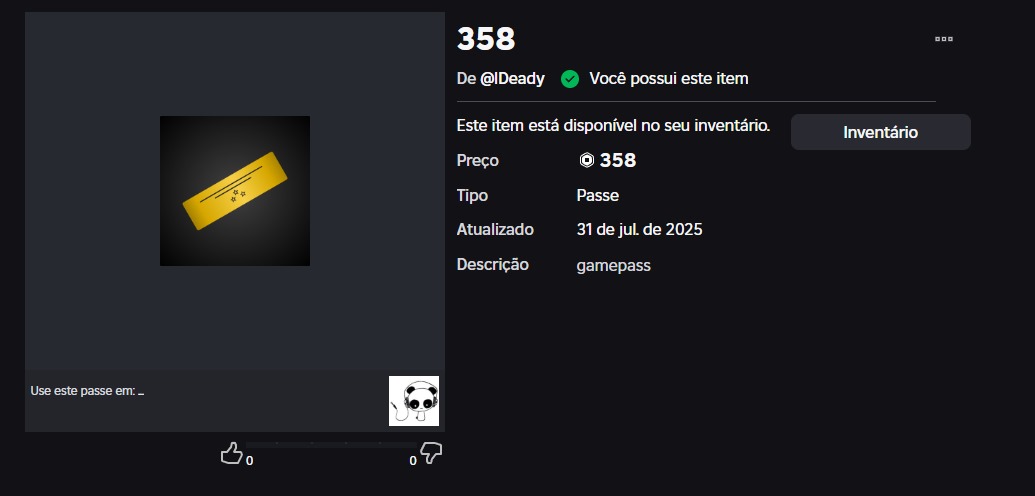 358
De @IDeady Você possui este item
Este item está disponível no seu inventário.
Inventário
Preço 358
Tipo Passe
Atualizado 31 de jul. de 2025
Descrição gamepass
Use este passe em: _
0 0